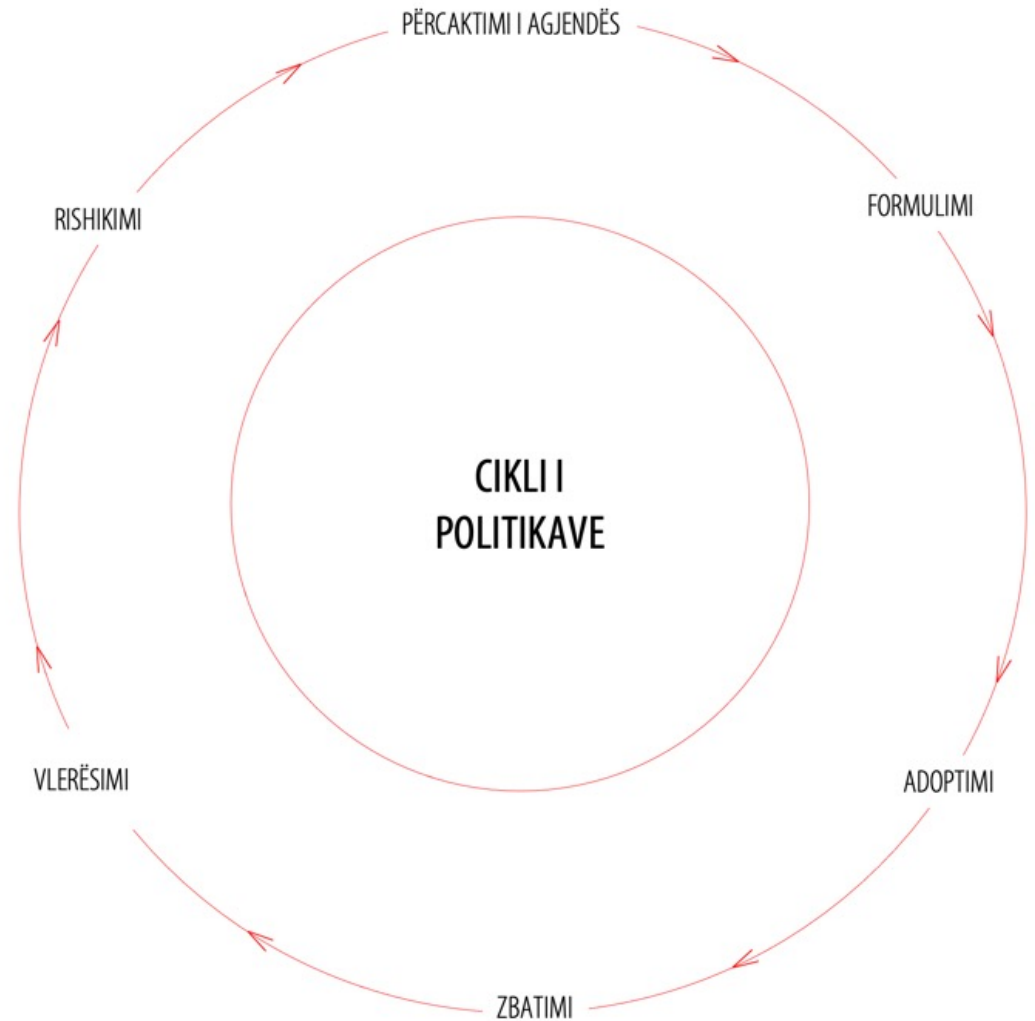 PËRCAKTIMI I AGJENDËS
FORMULIMI
ADOPTIMI
ZBATIMI
VLERËSIMI
RISHIKIMI
CIKLI I
POLITIKAVE